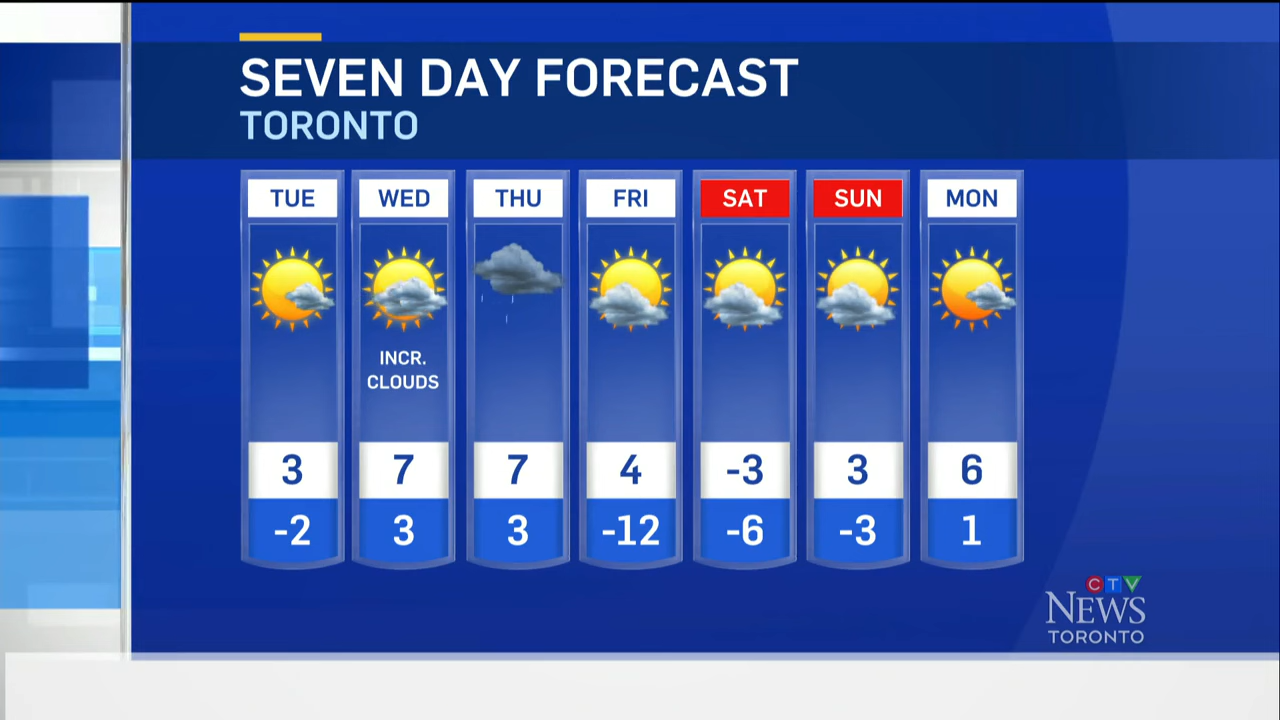 SEVEN DAY FORECAST
TORONTO
TUE WED THU FRI SAT SUN MON
INCR.
CLOUDS
3 7 7 4 -3 3 6
-2 3 3 -12 -6 -3 1
CTV
NEWS
TORONTO